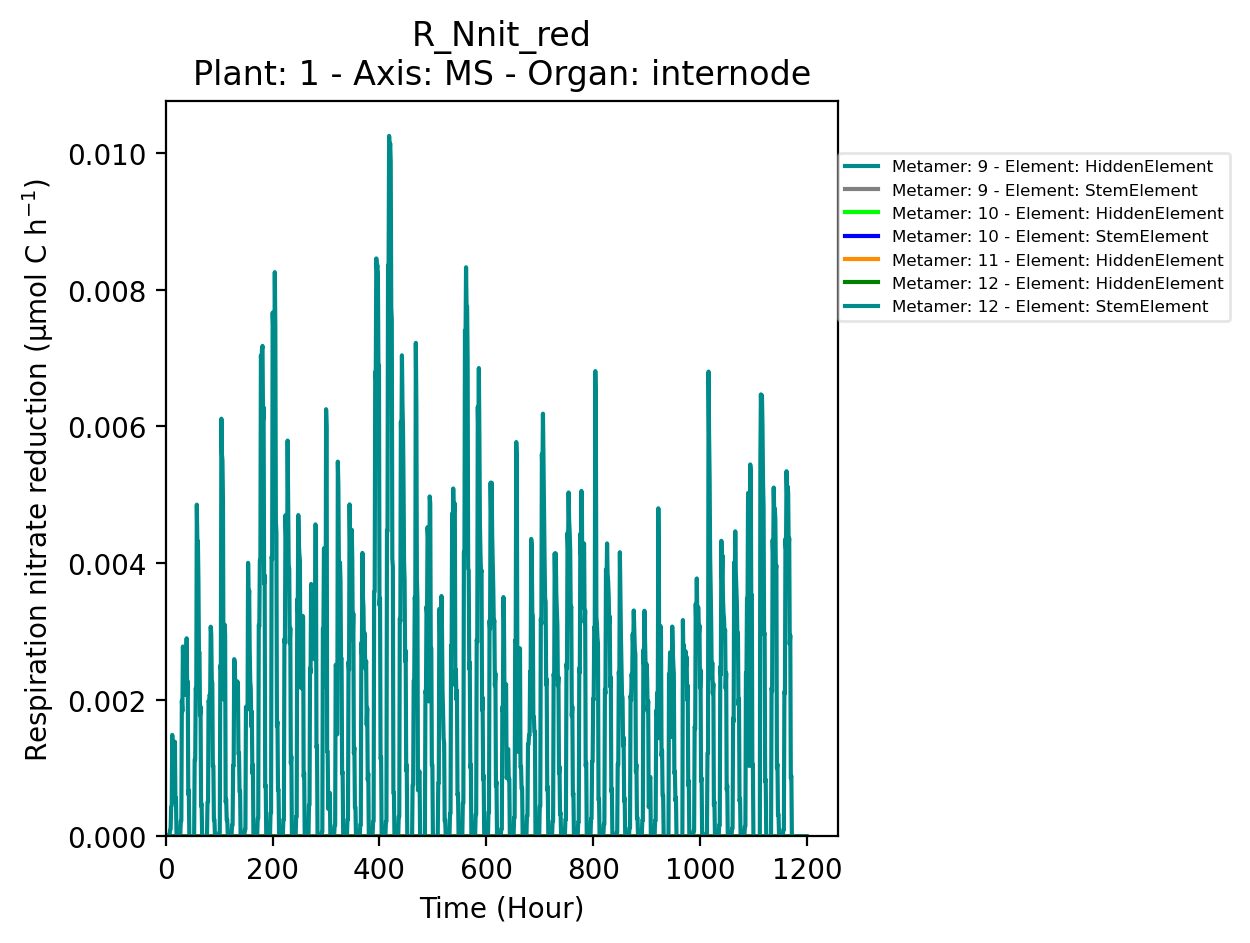 R_Nnit_red
Plant: 1 - Axis: MS - Organ: internode
Respiration nitrate reduction (µmol C h⁻¹)
0.010
0.008
0.006
0.004
0.002
0.000
0 200 400 600 800 1000 1200
Time (Hour)
Metamer: 9 - Element: HiddenElement
Metamer: 9 - Element: StemElement
Metamer: 10 - Element: HiddenElement
Metamer: 10 - Element: StemElement
Metamer: 11 - Element: HiddenElement
Metamer: 12 - Element: HiddenElement
Metamer: 12 - Element: StemElement